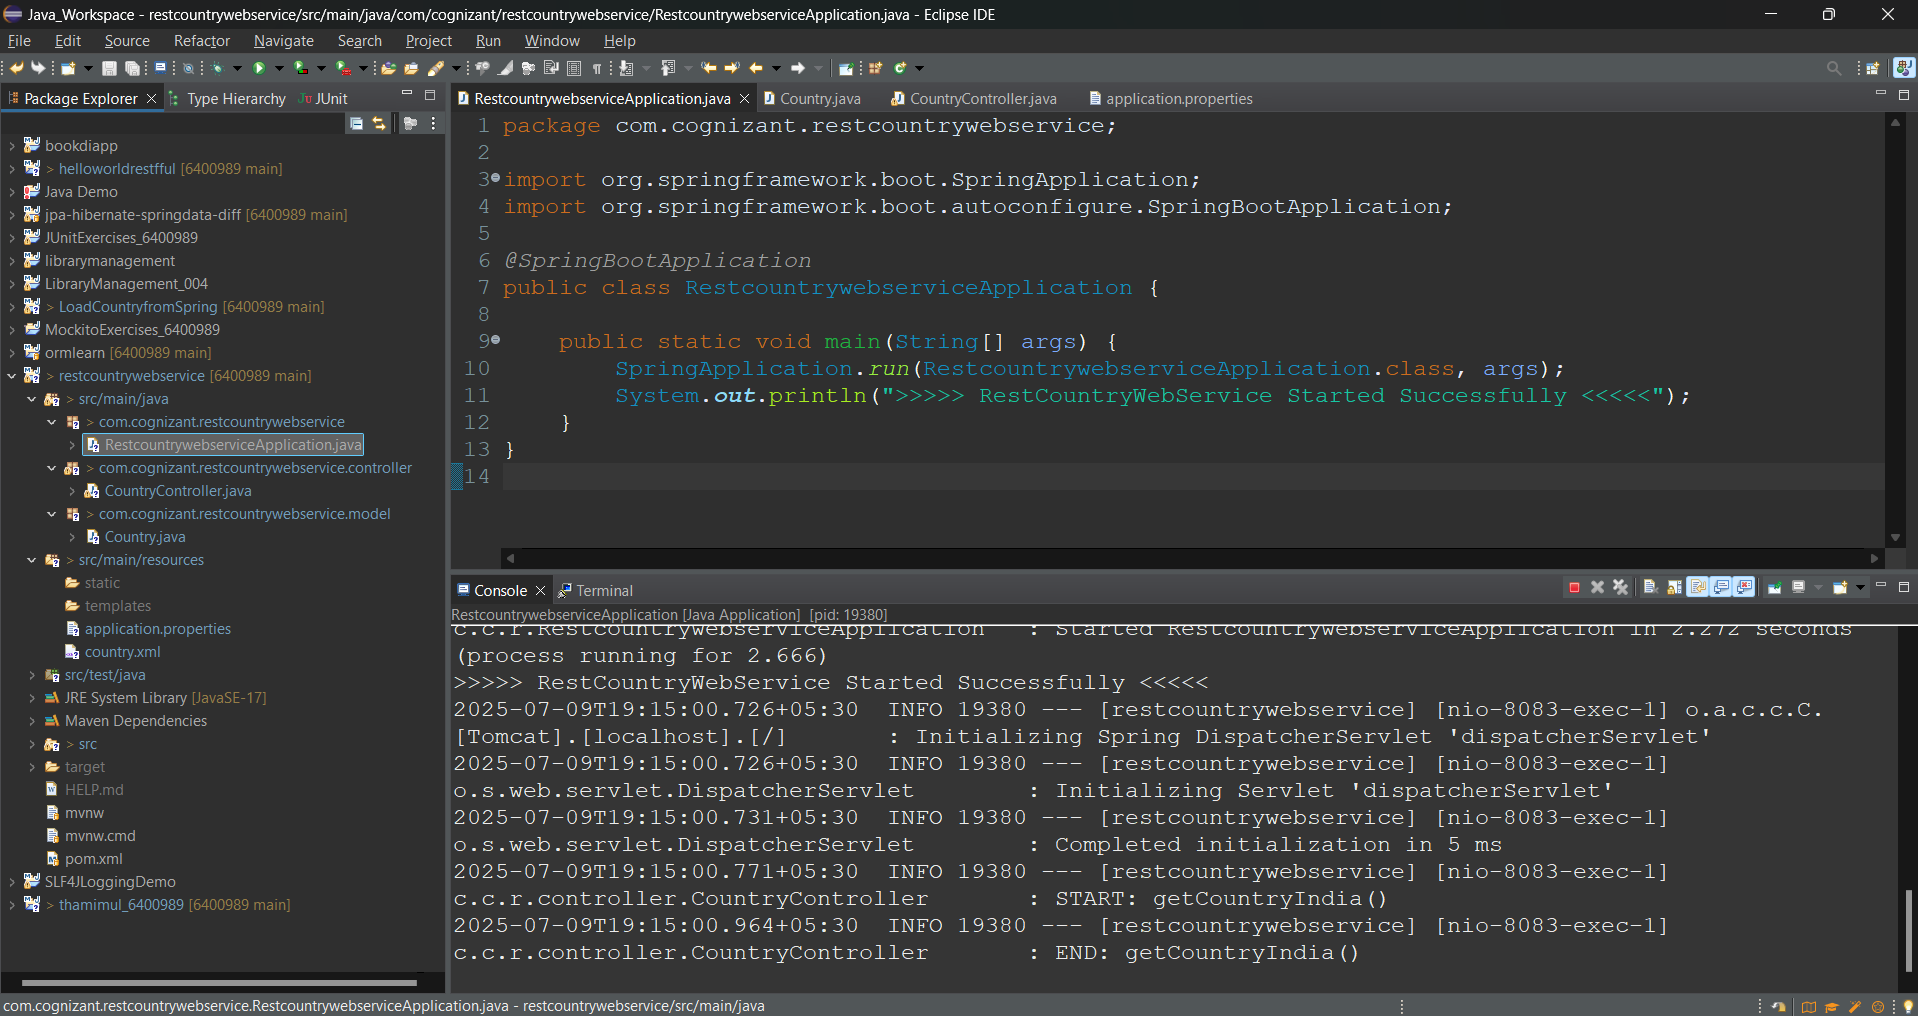 Java_Workspace - restcountrywebservice/src/main/java/com/cognizant/restcountrywebservice/RestcountrywebserviceApplication.java - Eclipse IDE
File Edit Source Refactor Navigate Search Project Run Window Help
Package Explorer Type Hierarchy JUnit
bookdiapp
> helloworldrestfful [6400989 main]
Java Demo
jpa-hibernate-springdata-diff [6400989 main]
JUnitExercises_6400989
librarymanagement
LibraryManagement_004
> LoadCountryfromSpring [6400989 main]
MockitoExercises_6400989
ormlearn [6400989 main]
> restcountrywebservice [6400989 main]
> src/main/java
> com.cognizant.restcountrywebservice
RestcountrywebserviceApplication.java
> com.cognizant.restcountrywebservice.controller
CountryController.java
> com.cognizant.restcountrywebservice.model
Country.java
> src/main/resources
static
templates
application.properties
country.xml
src/test/java
JRE System Library [JavaSE-17]
Maven Dependencies
> src
target
HELP.md
mvnw
mvnw.cmd
pom.xml
SLF4JLoggingDemo
> thamimul_6400989 [6400989 main]
RestcountrywebserviceApplication.java Country.java CountryController.java application.properties
1 package com.cognizant.restcountrywebservice;
2
3 import org.springframework.boot.SpringApplication;
4 import org.springframework.boot.autoconfigure.SpringBootApplication;
5
6 @SpringBootApplication
7 public class RestcountrywebserviceApplication {
8
9 public static void main(String[] args) {
10 SpringApplication.run(RestcountrywebserviceApplication.class, args);
11 System.out.println(">>>>> RestCountryWebService Started Successfully <<<<<");
12 }
13 }
14
Console Terminal
RestcountrywebserviceApplication [Java Application] [pid: 19380]
c.c.r.RestcountrywebserviceApplication : Started RestcountrywebserviceApplication in 2.272 seconds
(process running for 2.666)
>>>>> RestCountryWebService Started Successfully <<<<<
2025-07-09T19:15:00.726+05:30 INFO 19380 --- [restcountrywebservice] [nio-8083-exec-1] o.a.c.c.C.
[Tomcat].[localhost].[/] : Initializing Spring DispatcherServlet 'dispatcherServlet'
2025-07-09T19:15:00.726+05:30 INFO 19380 --- [restcountrywebservice] [nio-8083-exec-1]
o.s.web.servlet.DispatcherServlet : Initializing Servlet 'dispatcherServlet'
2025-07-09T19:15:00.731+05:30 INFO 19380 --- [restcountrywebservice] [nio-8083-exec-1]
o.s.web.servlet.DispatcherServlet : Completed initialization in 5 ms
2025-07-09T19:15:00.771+05:30 INFO 19380 --- [restcountrywebservice] [nio-8083-exec-1]
c.c.r.controller.CountryController : START: getCountryIndia()
2025-07-09T19:15:00.964+05:30 INFO 19380 --- [restcountrywebservice] [nio-8083-exec-1]
c.c.r.controller.CountryController : END: getCountryIndia()
com.cognizant.restcountrywebservice.RestcountrywebserviceApplication.java - restcountrywebservice/src/main/java